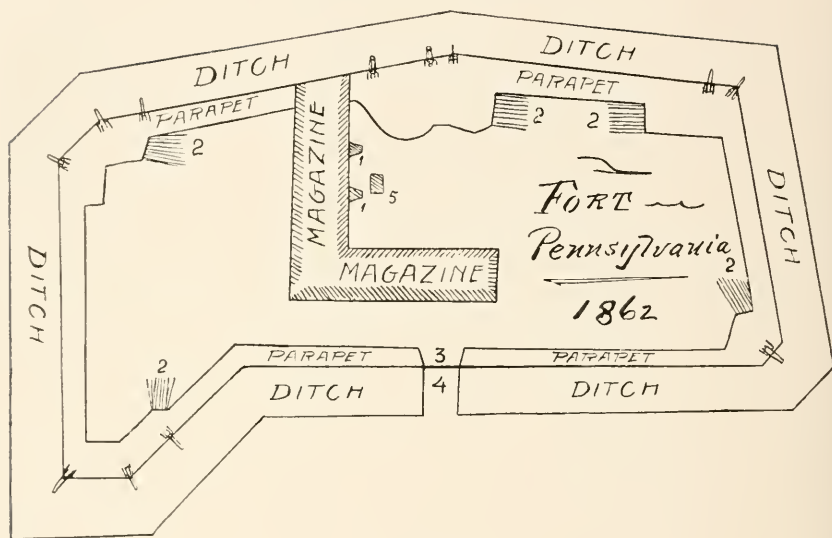 DITCH
DITCH
PARAPET
PARAPET
2
2
2
MAGAZINE
1
1
5
FORT
Pennsylvania
1862
DITCH
DITCH
MAGAZINE
2
2
PARAPET
3
PARAPET
4
DITCH
DITCH